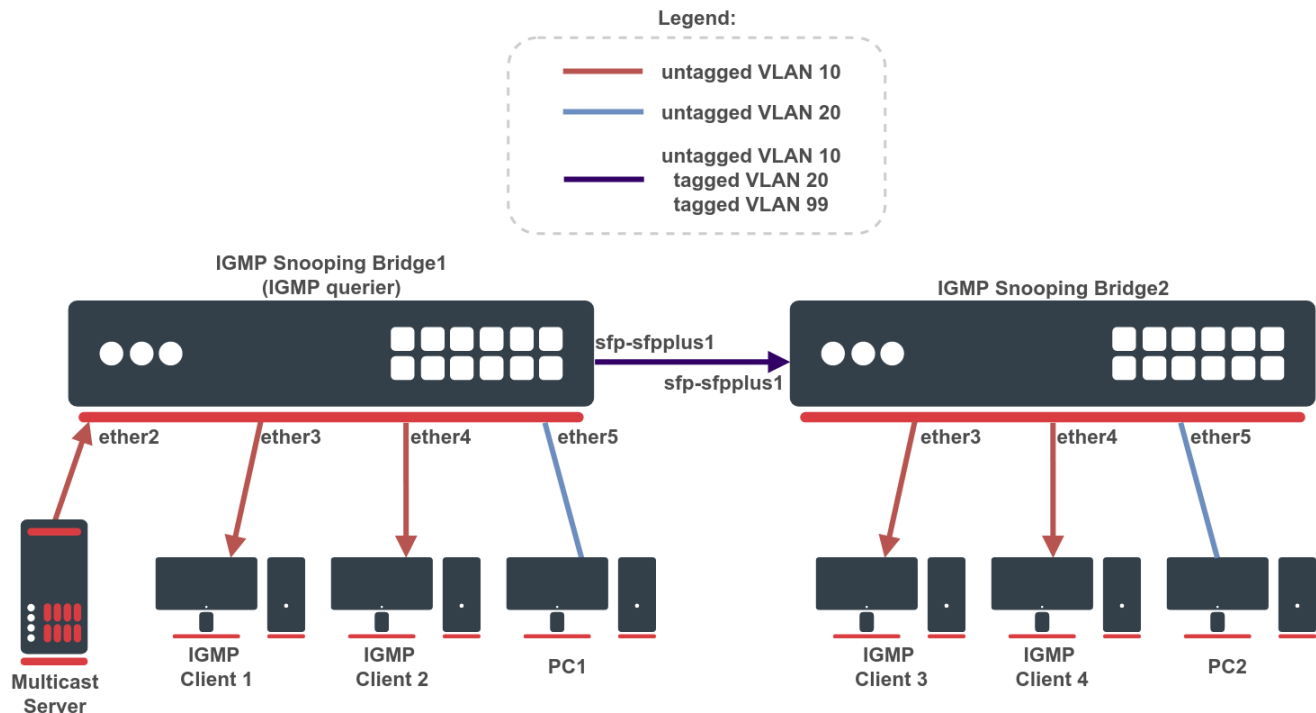 Legend:
untagged VLAN 10
untagged VLAN 20
untagged VLAN 10
tagged VLAN 20
tagged VLAN 99
IGMP Snooping Bridge1
(IGMP querier)
IGMP Snooping Bridge2
sfp-sfpplus1
sfp-sfpplus1
ether2
ether3
ether4
ether5
ether3
ether4
ether5
Multicast
Server
IGMP
Client 1
IGMP
Client 2
PC1
IGMP
Client 3
IGMP
Client 4
PC2